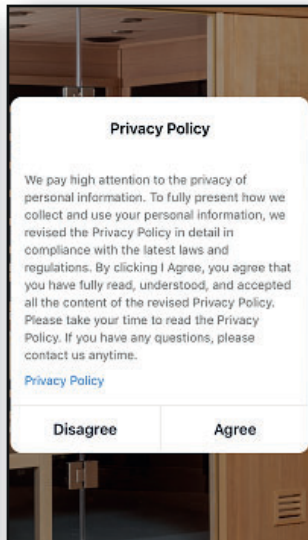 Privacy Policy
We pay high attention to the privacy of
personal information. To fully present how we
collect and use your personal information, we
revised the Privacy Policy in detail in
compliance with the latest laws and
regulations. By clicking I Agree, you agree that
you have fully read, understood, and accepted
all the content of the revised Privacy Policy.
Please take your time to read the Privacy
Policy. If you have any questions, please
contact us anytime.
Privacy Policy
Disagree
Agree